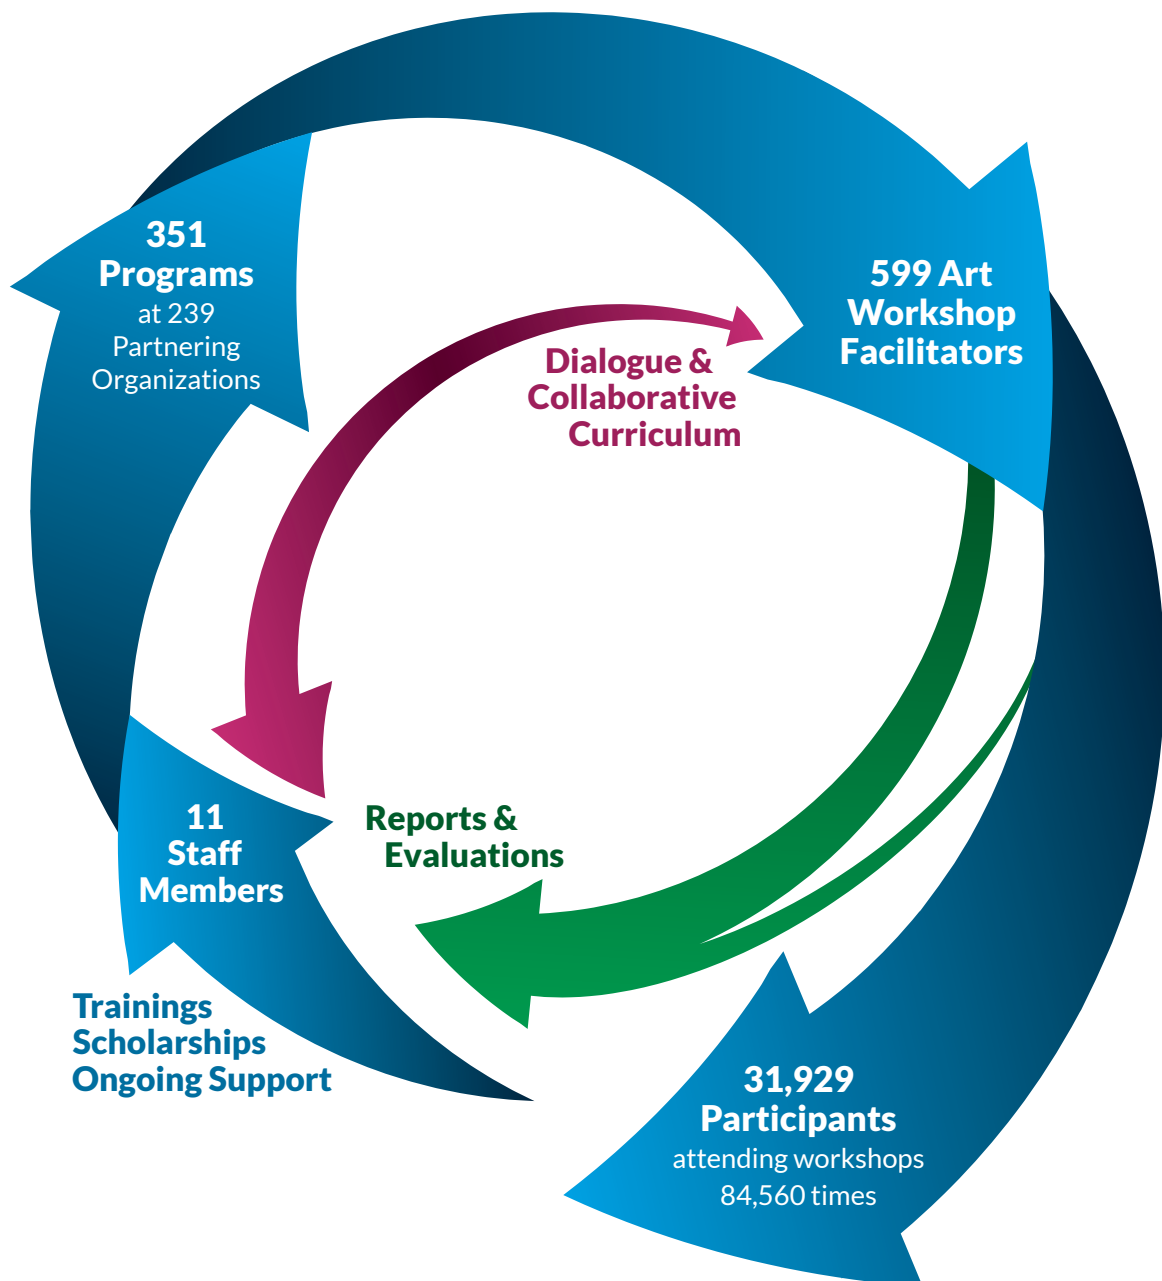 351
Programs
at 239
Partnering
Organizations
599 Art
Workshop
Facilitators
Dialogue &
Collaborative
Curriculum
11
Staff
Members
Reports &
Evaluations
Trainings
Scholarships
Ongoing Support
31,929
Participants
attending workshops
84,560 times